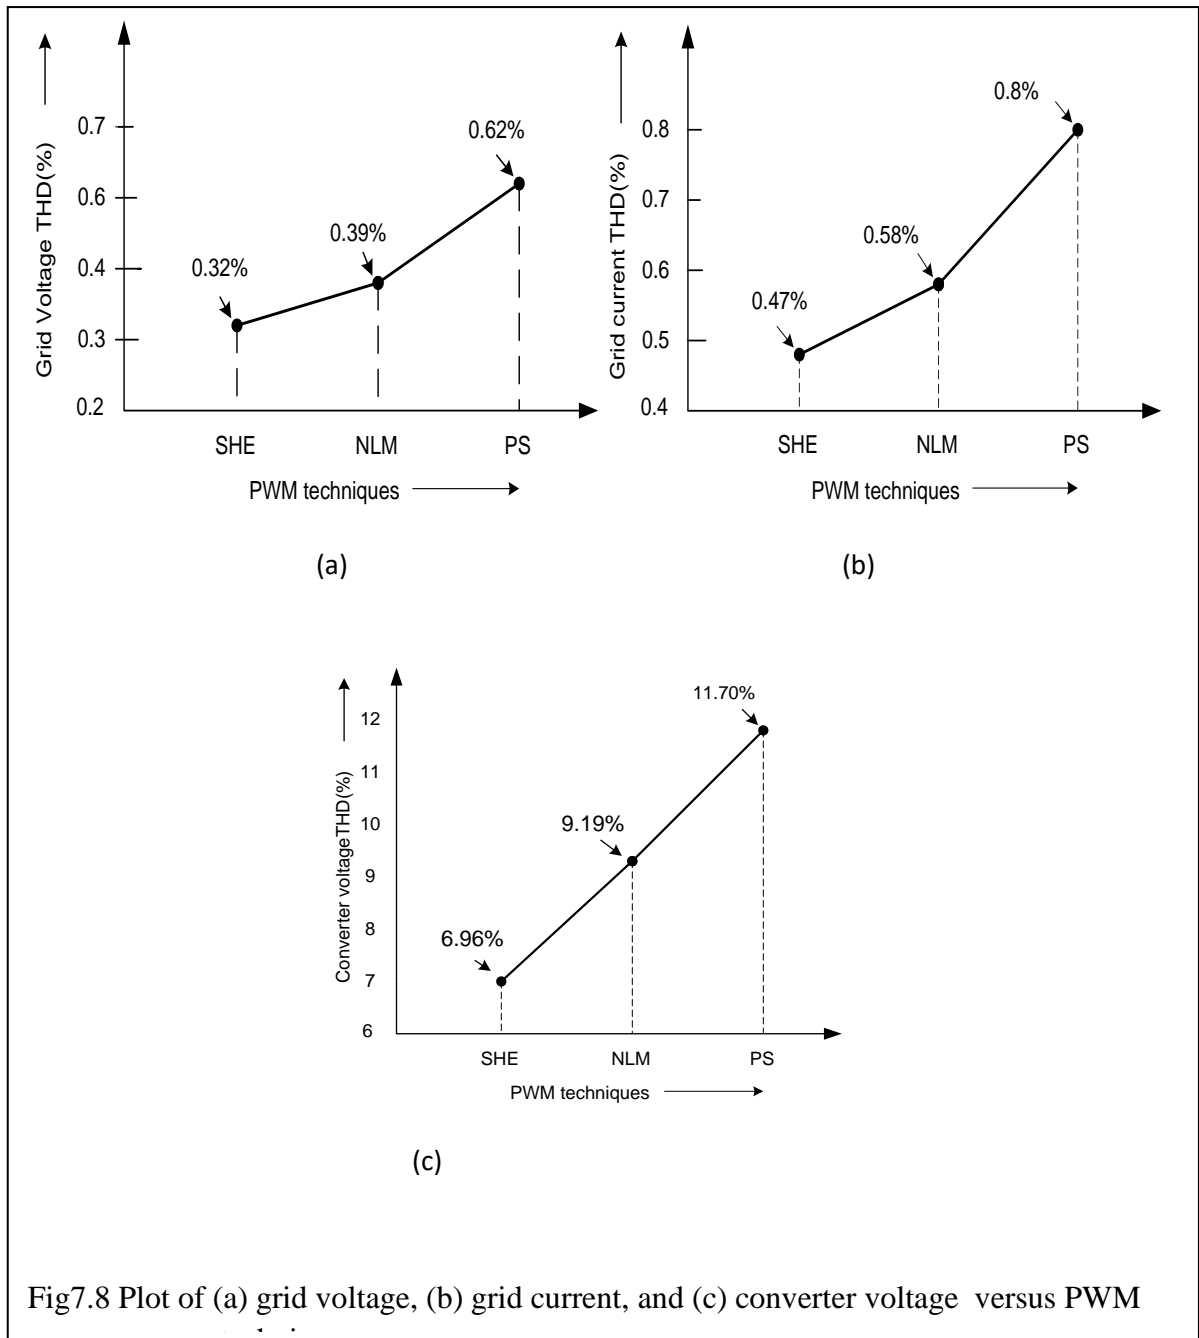 Grid Voltage THD(%)
0.7
0.6
0.4
0.3
0.2
0.32%
0.39%
0.62%
SHE NLM PS
PWM techniques
(a)
Grid current THD(%)
0.8
0.7
0.6
0.5
0.4
0.47%
0.58%
0.8%
SHE NLM PS
PWM techniques
(b)
Converter voltageTHD(%)
12
11
10
9
8
7
6
6.96%
9.19%
11.70%
SHE NLM PS
PWM techniques
(c)
Fig7.8 Plot of (a) grid voltage, (b) grid current, and (c) converter voltage versus PWM